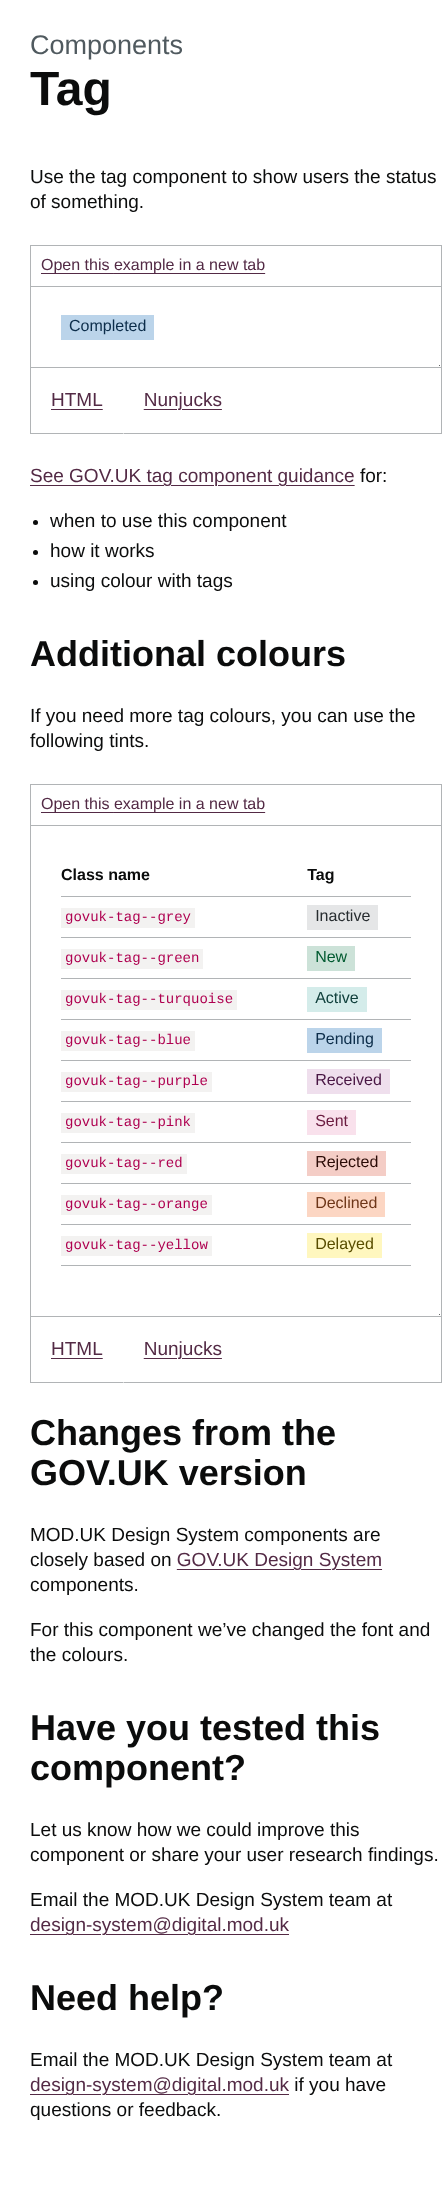 Components
Tag
Use the tag component to show users the status
of something.
Open this example in a new tab
Completed
HTML Nunjucks
See GOV.UK tag component guidance for:
• when to use this component
• how it works
• using colour with tags
Additional colours
If you need more tag colours, you can use the
following tints.
Open this example in a new tab
Class name Tag
govuk-tag--grey Inactive
govuk-tag--green New
govuk-tag--turquoise Active
govuk-tag--blue Pending
govuk-tag--purple Received
govuk-tag--pink Sent
govuk-tag--red Rejected
govuk-tag--orange Declined
govuk-tag--yellow Delayed
HTML Nunjucks
Changes from the
GOV.UK version
MOD.UK Design System components are
closely based on GOV.UK Design System
components.
For this component we’ve changed the font and
the colours.
Have you tested this
component?
Let us know how we could improve this
component or share your user research findings.
Email the MOD.UK Design System team at
design-system@digital.mod.uk
Need help?
Email the MOD.UK Design System team at
design-system@digital.mod.uk if you have
questions or feedback.